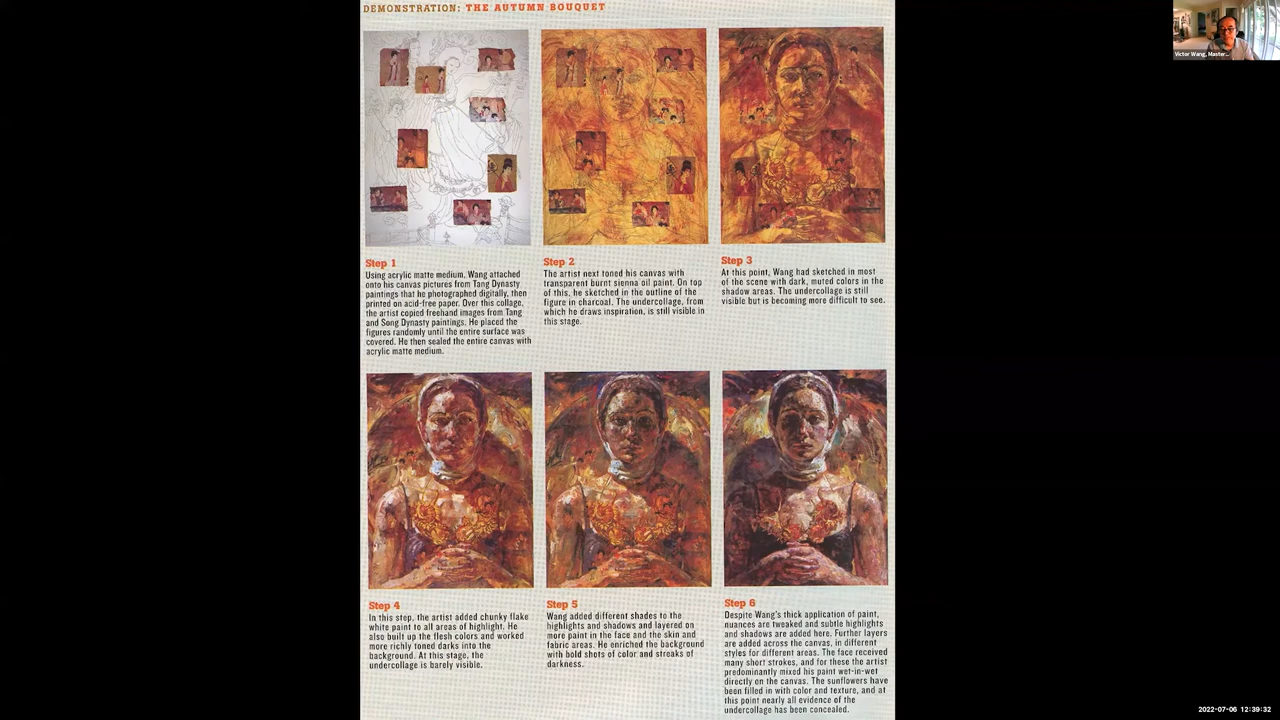 DEMONSTRATION: THE AUTUMN BOUQUET
Victor Wang, Master...
Step 1
Using acrylic matte medium, Wang attached
onto his canvas pictures from Tang Dynasty
paintings that he photographed digitally, then
printed on acid-free paper. Over this collage,
the artist copied freehand images from Tang
and Song Dynasty paintings. He placed the
figures randomly until the entire surface was
covered. He then sealed the entire canvas with
acrylic matte medium.
Step 2
The artist next toned his canvas with
transparent burnt sienna oil paint. On top
of this, he sketched in the outline of the
figure in charcoal. The undercollage, from
which he draws inspiration, is still visible in
this stage.
Step 3
At this point, Wang had sketched in most
of the scene with dark, muted colors in the
shadow areas. The undercollage is still
visible but is becoming more difficult to see.
Step 4
In this step, the artist added chunky flake
white paint to all areas of highlight. He
also built up the flesh colors and worked
more richly toned darks into the
background. At this stage, the
undercollage is barely visible.
Step 5
Wang added different shades to the
highlights and shadows and layered on
more paint in the face and the skin and
fabric areas. He enriched the background
with bold shots of color and streaks of
darkness.
Step 6
Despite Wang's thick application of paint,
nuances are tweaked and subtle highlights
and shadows are added here. Further layers
are added across the canvas, in different
styles for different areas. The face received
many short strokes, and for these the artist
predominantly mixed his paint wet-in-wet
directly on the canvas. The sunflowers have
been filled in with color and texture, and at
this point nearly all evidence of the
undercollage has been concealed.
2022-07-06 12:39:32